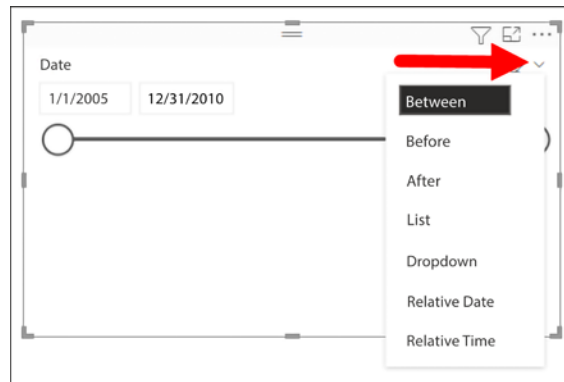 Date
1/1/2005 12/31/2010
Between
Before
After
List
Dropdown
Relative Date
Relative Time